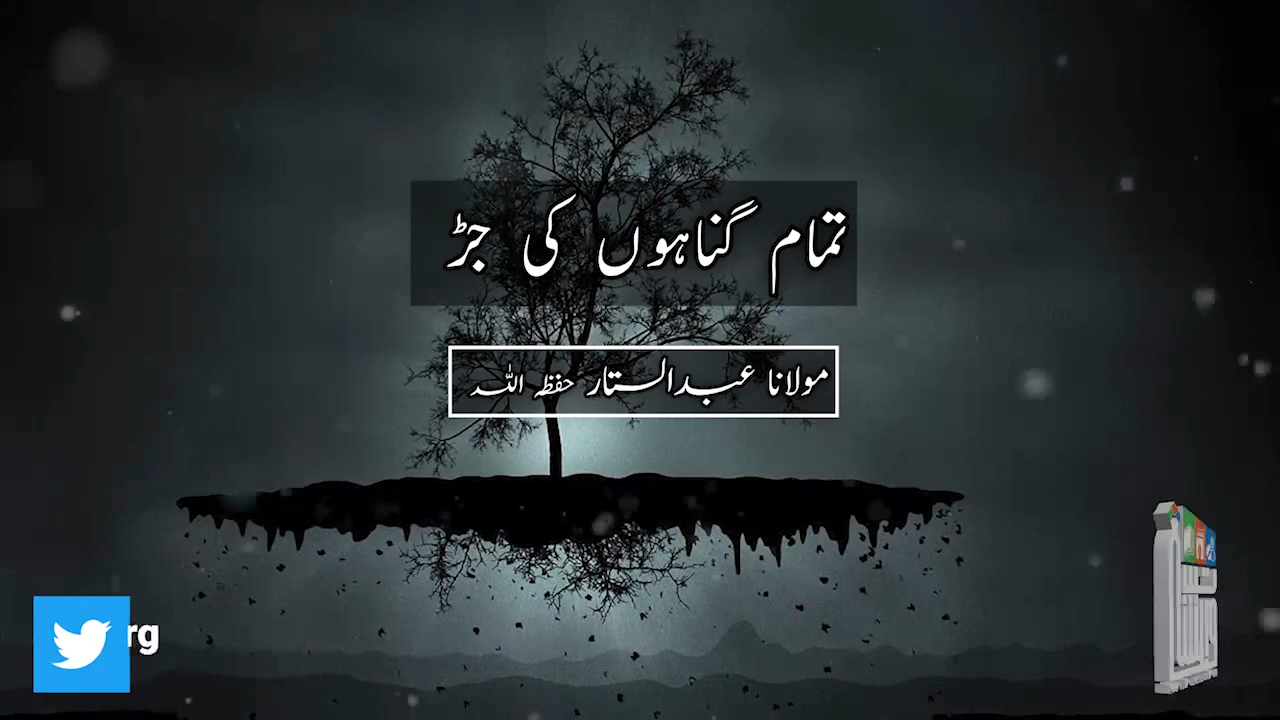 تمام گناہوں کی جڑ
مولانا عبدالستار حفظہ اللہ
rg